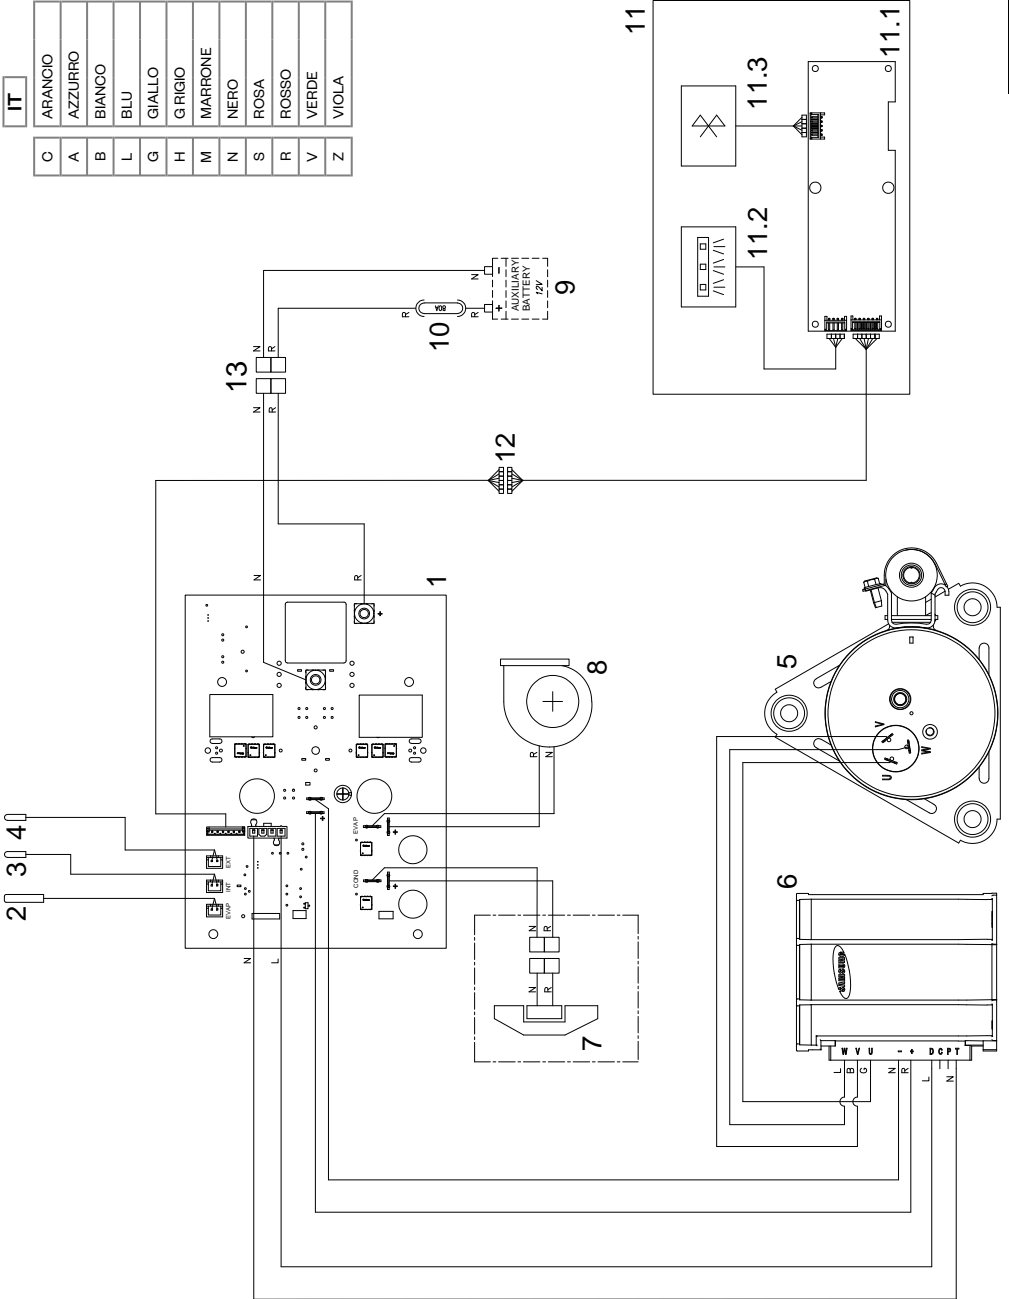 IT
C ARANCIO
A AZZURRO
B BIANCO
L BLU
G GIALLO
H GRIGIO
M MARRONE
N NERO
S ROSA
R ROSSO
V VERDE
Z VIOLA
2
3
4
EVAP
INT
EXT
1
N
R
+
N
L
+
EVAP
+
COND
+
13
N
R
N
R
R
80A
10
R
N
+
-
AUXILIARY
BATTERY
12V
9
12
11
11.1
11.2
11.3
8
R
N
N
R
N
R
7
5
U
V
W
6
SAMSUNG
W V U - + D C P T
L
B
G
N
R
L
N